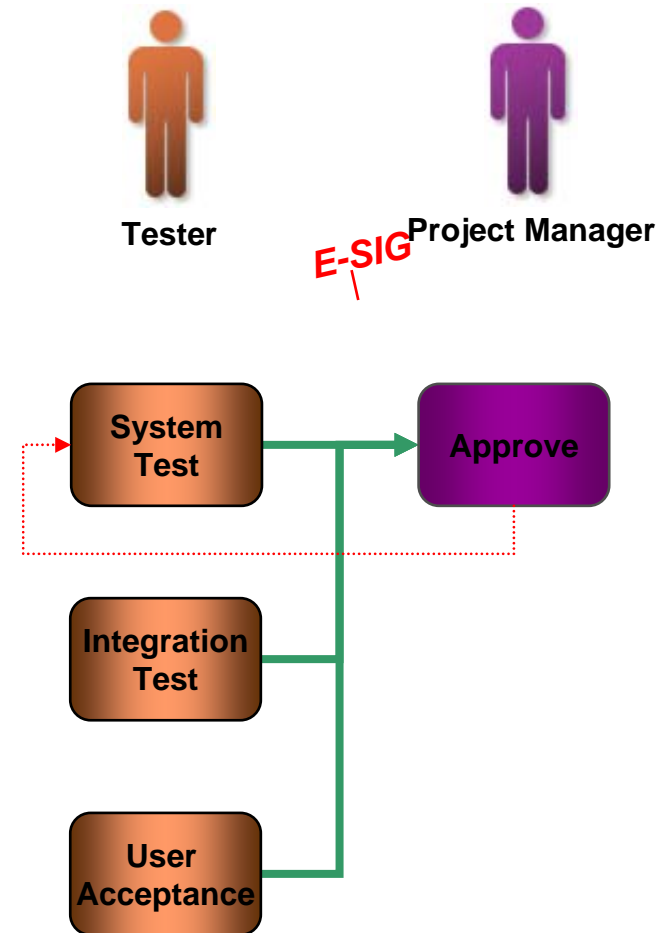 Tester
Project Manager
E-SIG
System
Test
Approve
Integration
Test
User
Acceptance